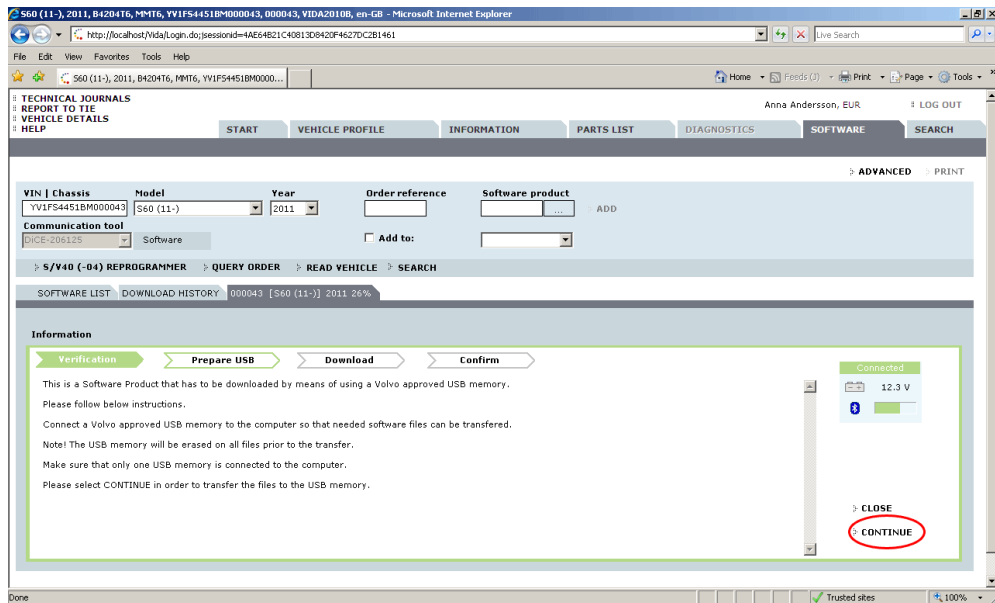 S60 (11-), 2011, B4204T6, MMT6, YV1FS4451BM000043, 000043, VIDA2010B, en-GB - Microsoft Internet Explorer
http://localhost/Vida/Login.do;jsessionid=4AE64B21C40813D8420F4627DC2B1461
Live Search
File Edit View Favorites Tools Help
S60 (11-), 2011, B4204T6, MMT6, YV1FS4451BM0000...
Home Feeds (J) Print Page Tools
TECHNICAL JOURNALS
REPORT TO TIE
VEHICLE DETAILS
HELP
Anna Andersson, EUR
LOG OUT
START VEHICLE PROFILE INFORMATION PARTS LIST DIAGNOSTICS SOFTWARE SEARCH
ADVANCED PRINT
VIN | Chassis Model Year Order reference Software product
YV1FS4451BM000043 S60 (11-) 2011 ... ADD
Communication tool
DiCE-206125 Software Add to:
S/V40 (-04) REPROGRAMMER QUERY ORDER READ VEHICLE SEARCH
SOFTWARE LIST DOWNLOAD HISTORY 000043 [S60 (11-)] 2011 26%
Information
Verification Prepare USB Download Confirm
This is a Software Product that has to be downloaded by means of using a Volvo approved USB memory.
Please follow below instructions.
Connect a Volvo approved USB memory to the computer so that needed software files can be transfered.
Note! The USB memory will be erased on all files prior to the transfer.
Make sure that only one USB memory is connected to the computer.
Please select CONTINUE in order to transfer the files to the USB memory.
Connected
12.3 V
CLOSE
CONTINUE
Done
Trusted sites
100%